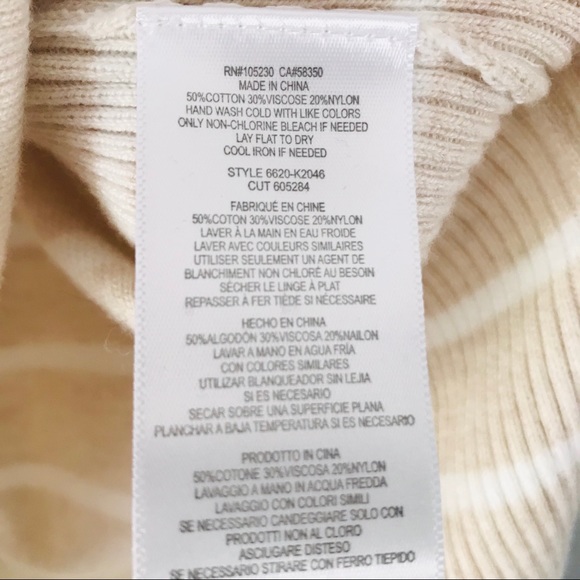 RN#105230 CA#58350
MADE IN CHINA
50%COTTON 30%VISCOSE 20%NYLON
HAND WASH COLD WITH LIKE COLORS
ONLY NON-CHLORINE BLEACH IF NEEDED
LAY FLAT TO DRY
COOL IRON IF NEEDED
STYLE 6620-K2046
CUT 605284
FABRIQUÉ EN CHINE
50%COTON 30%VISCOSE 20%NYLON
LAVER À LA MAIN EN EAU FROIDE
LAVER AVEC COULEURS SIMILAIRES
UTILISER SEULEMENT UN AGENT DE
BLANCHIMENT NON CHLORÉ AU BESOIN
SÉCHER LE LINGE À PLAT
REPASSER À FER TIÈDE SI NÉCESSAIRE
HECHO EN CHINA
50%ALGODÓN 30%VISCOSA 20%NAILON
LAVAR A MANO EN AGUA FRÍA
CON COLORES SIMILARES
UTILIZAR BLANQUEADOR SIN LEJIA
SI ES NECESARIO
SECAR SOBRE UNA SUPERFICIE PLANA
PLANCHAR A BAJA TEMPERATURA SI ES NECESARIO
PRODOTTO IN CINA
50%COTONE 30%VISCOSA 20%NYLON
LAVAGGIO A MANO IN ACQUA FREDDA
LAVAGGIO CON COLORI SIMILI
SE NECESSARIO CANDEGGIARE SOLO CON
PRODOTTI NON AL CLORO
ASCIUGARE DISTESO
SE NECESSARIO STIRARE CON FERRO TIEPIDO